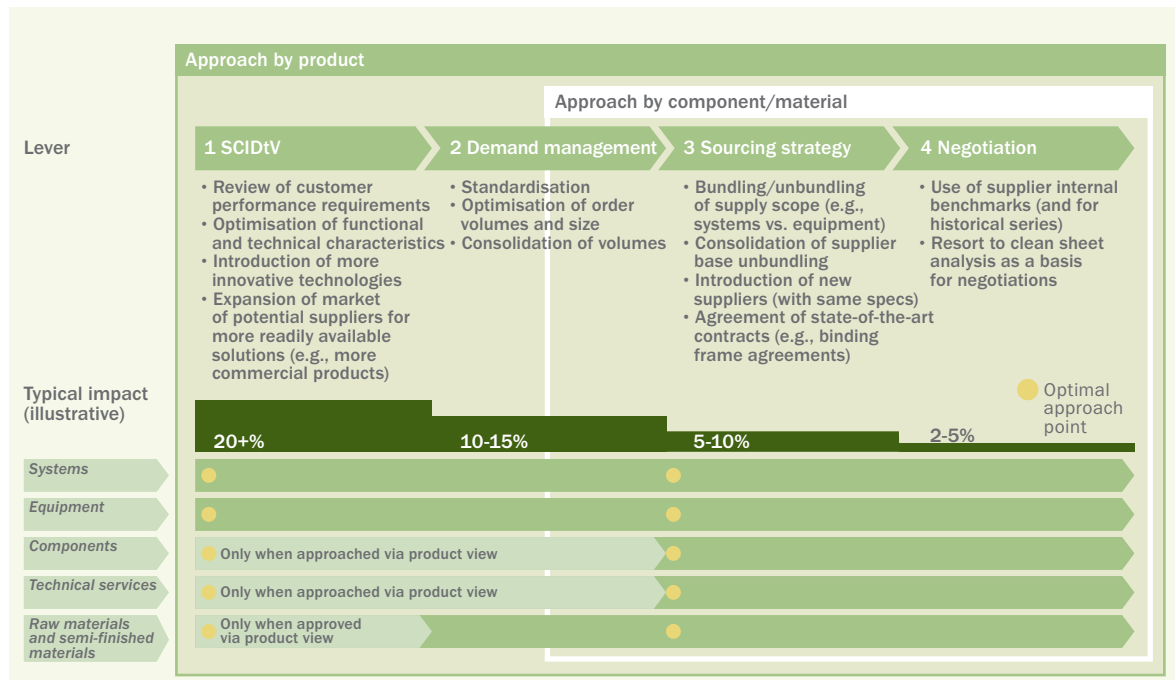 Approach by product
Approach by component/material
Lever
1 SCIDtV
2 Demand management
3 Sourcing strategy
4 Negotiation
• Review of customer
performance requirements
• Optimisation of functional
and technical characteristics
• Introduction of more
innovative technologies
• Expansion of market
of potential suppliers for
more readily available
solutions (e.g., more
commercial products)
• Standardisation
• Optimisation of order
volumes and size
• Consolidation of volumes
• Bundling/unbundling
of supply scope (e.g.,
systems vs. equipment)
• Consolidation of supplier
base unbundling
• Introduction of new
suppliers (with same specs)
• Agreement of state-of-the-art
contracts (e.g., binding
frame agreements)
• Use of supplier internal
benchmarks (and for
historical series)
• Resort to clean sheet
analysis as a basis
for negotiations
Typical impact
(illustrative)
Optimal
approach
point
20+%
10-15%
5-10%
2-5%
Systems
Equipment
Components
Only when approached via product view
Technical services
Only when approached via product view
Raw materials
and semi-finished
materials
Only when approved
via product view